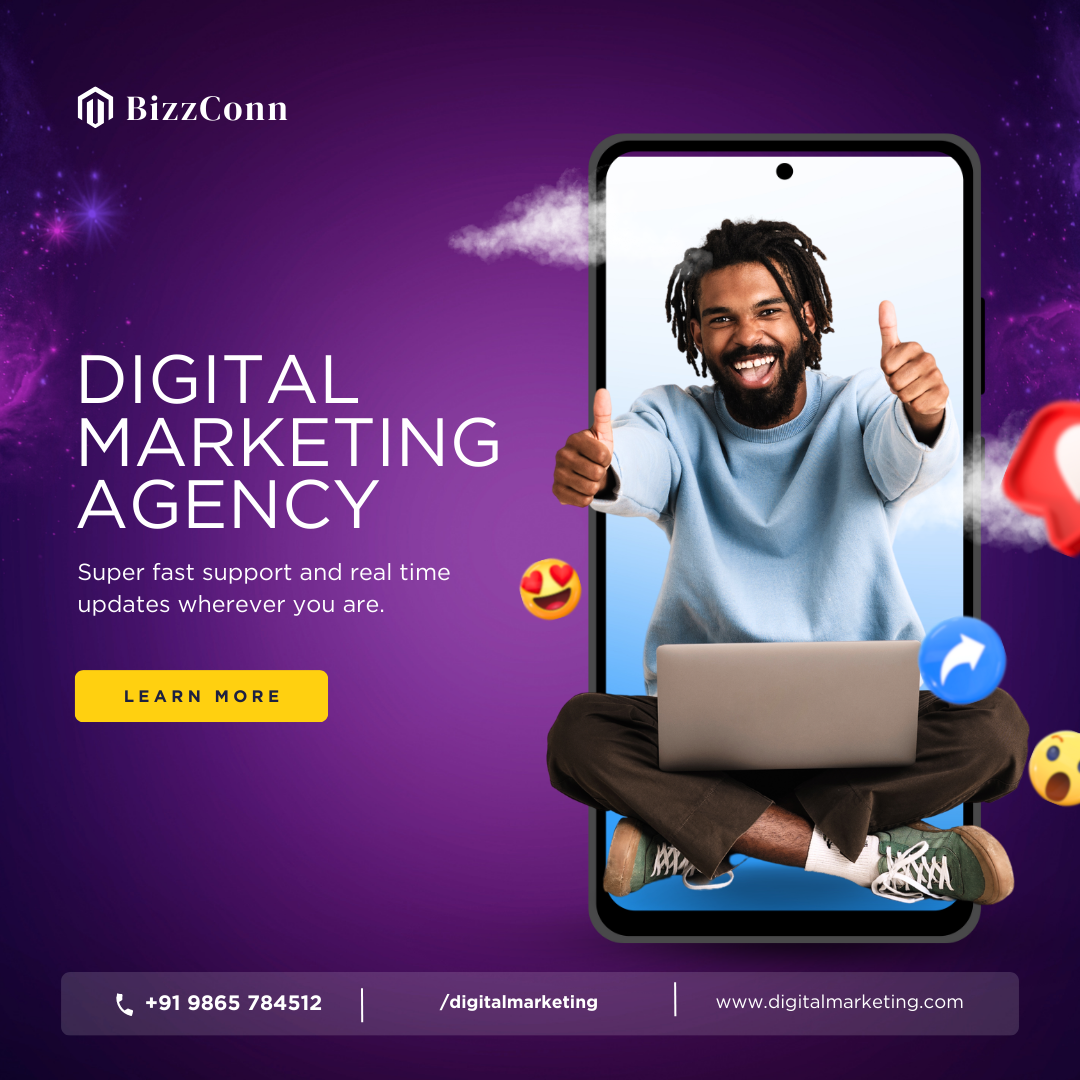 BizzConn
DIGITAL
MARKETING
AGENCY
Super fast support and real time
updates wherever you are.
LEARN MORE
+91 9865 784512
/digitalmarketing
www.digitalmarketing.com